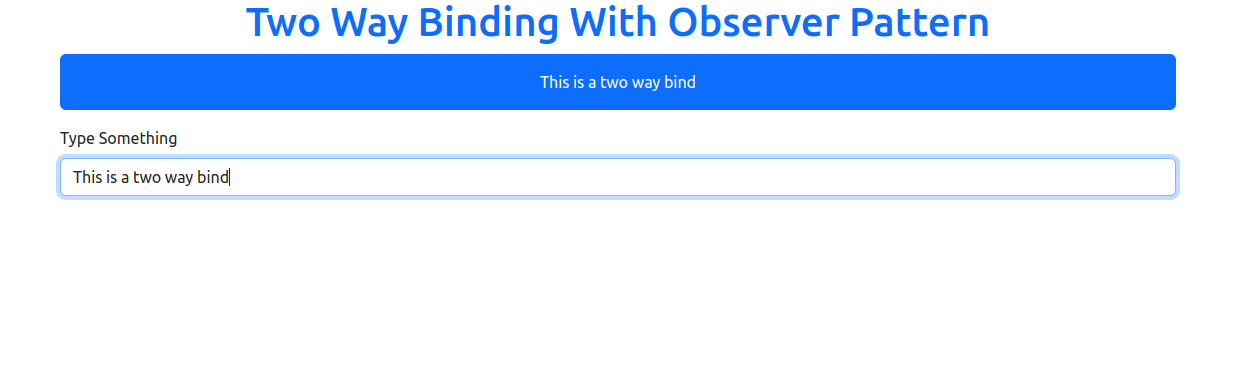 Two Way Binding With Observer Pattern
This is a two way bind
Type Something
This is a two way bind